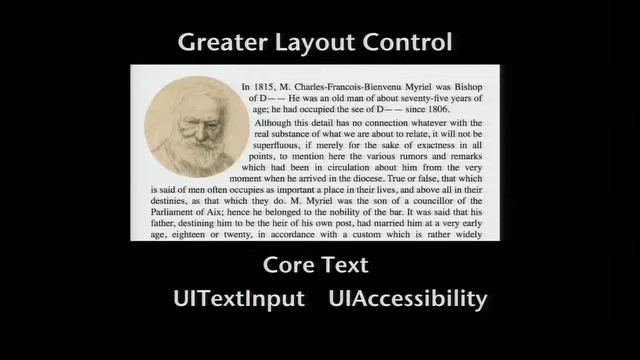 Greater Layout Control
In 1815, M. Charles-Francois-Bienvenu Myriel was Bishop
of D—— He was an old man of about seventy-five years of
age; he had occupied the see of D—— since 1806.
Although this detail has no connection whatever with the
real substance of what we are about to relate, it will not be
superfluous, if merely for the sake of exactness in all
points, to mention here the various rumors and remarks
which had been in circulation about him from the very
moment when he arrived in the diocese. True or false, that which
is said of men often occupies as important a place in their lives, and above all in their
destinies, as that which they do. M. Myriel was the son of a councillor of the
Parliament of Aix; hence he belonged to the nobility of the bar. It was said that his
father, destining him to be the heir of his own post, had married him at a very early
age, eighteen or twenty, in accordance with a custom which is rather widely
Core Text
UITextInput UIAccessibility